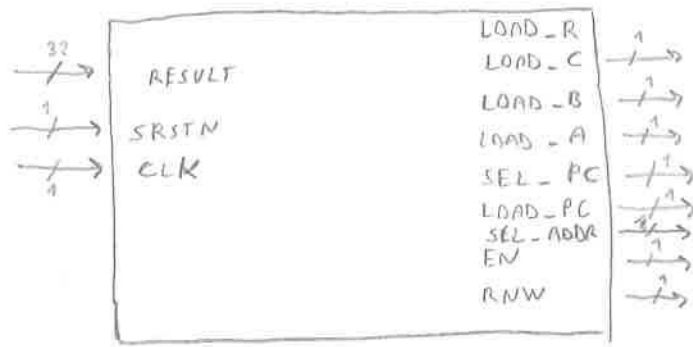 32
RESULT
1
SRSTN
CLK
1
LOAD_R
LOAD_C
1
LOAD_B
1
LOAD_A
1
SEL_PC
1
LOAD_PC
1
SEL_ADDR
EN
1
RNW
1